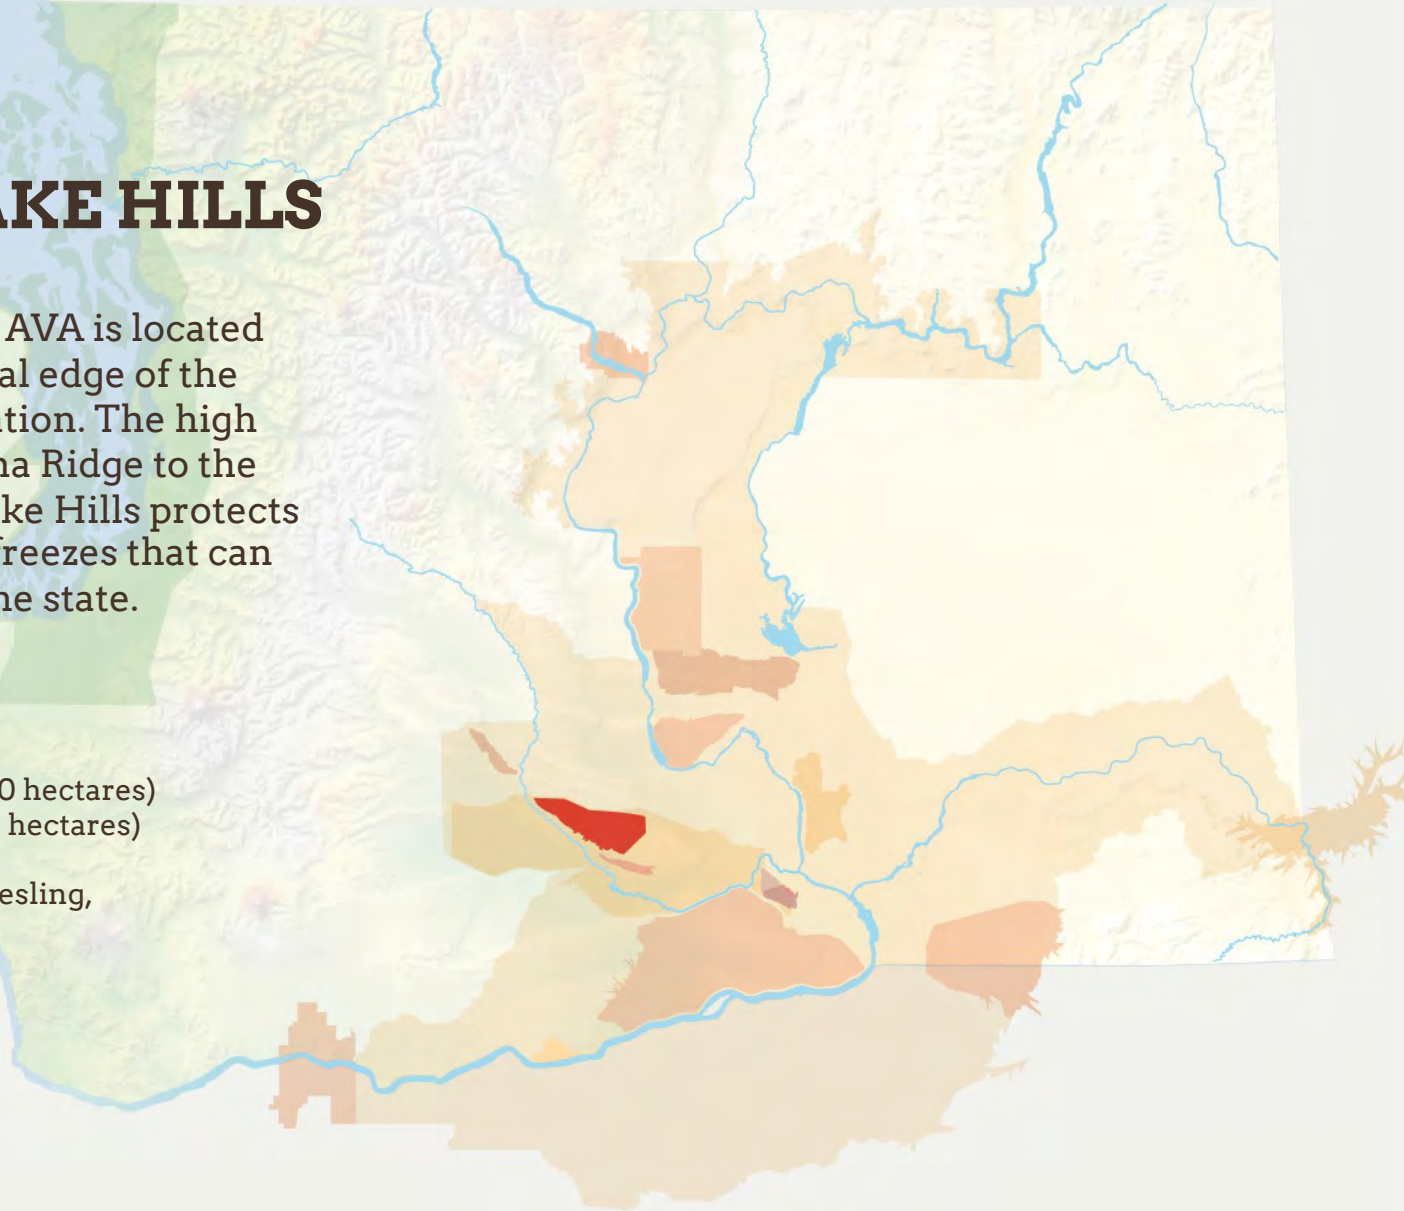 AKE HILLS
AVA is located
al edge of the
tion. The high
na Ridge to the
ke Hills protects
freezes that can
he state.
0 hectares)
hectares)
esling,